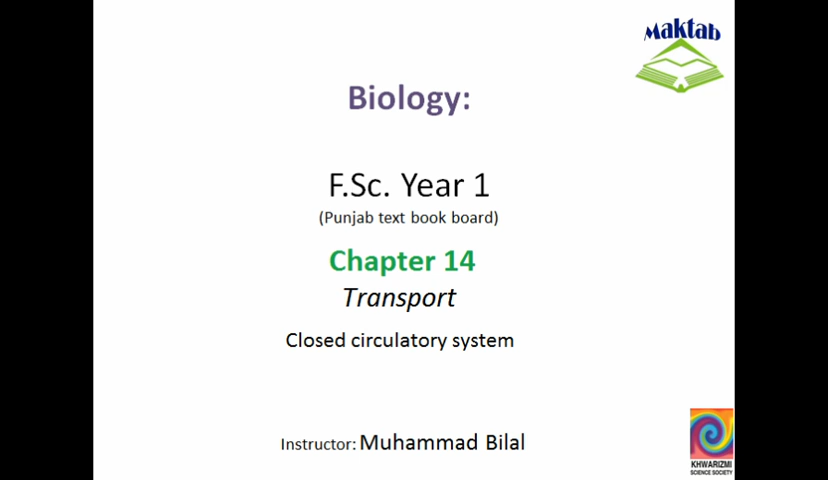 Maktab
Biology:
F.Sc. Year 1
(Punjab text book board)
Chapter 14
Transport
Closed circulatory system
Instructor: Muhammad Bilal
KHWARIZMI
SCIENCE SOCIETY